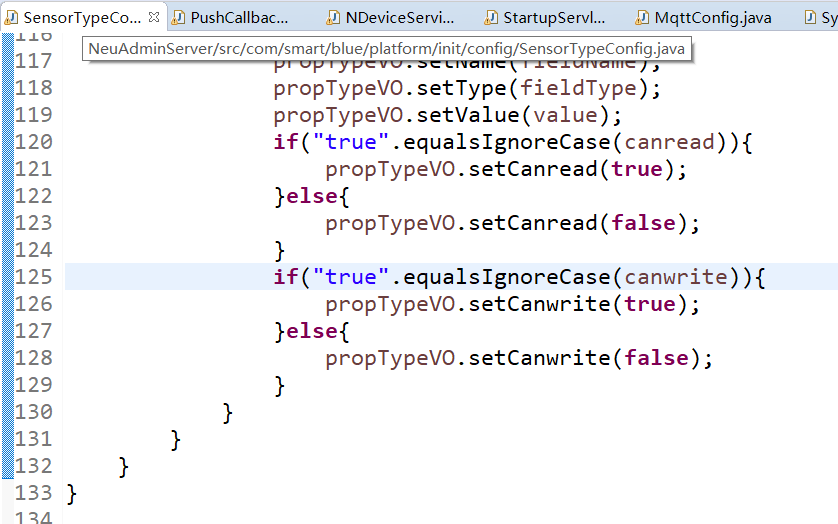 SensorTypeCo... PushCallbac... NDeviceServi... StartupServl... MqttConfig.java Sy
116
NeuAdminServer/src/com/smart/blue/platform/init/config/SensorTypeConfig.java
117 propTypeVO.setName(fieldName);
118 propTypeVO.setType(fieldType);
119 propTypeVO.setValue(value);
120 if("true".equalsIgnoreCase(canread)){
121 propTypeVO.setCanread(true);
122 }else{
123 propTypeVO.setCanread(false);
124 }
125 if("true".equalsIgnoreCase(canwrite)){
126 propTypeVO.setCanwrite(true);
127 }else{
128 propTypeVO.setCanwrite(false);
129 }
130 }
131 }
132 }
133 }
134